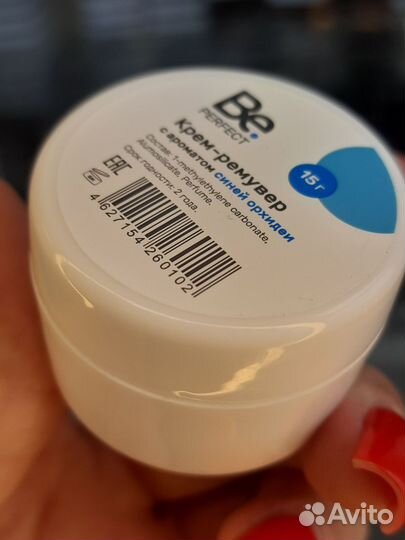 Be.
PERFECT
Крем-ремувер
с ароматом синей орхидеи
Состав: 1-methylethylene carbonate,
Alumosilicate, Perfume.
Срок годности: 2 года
15 г
EAC
4627154260102
Avito